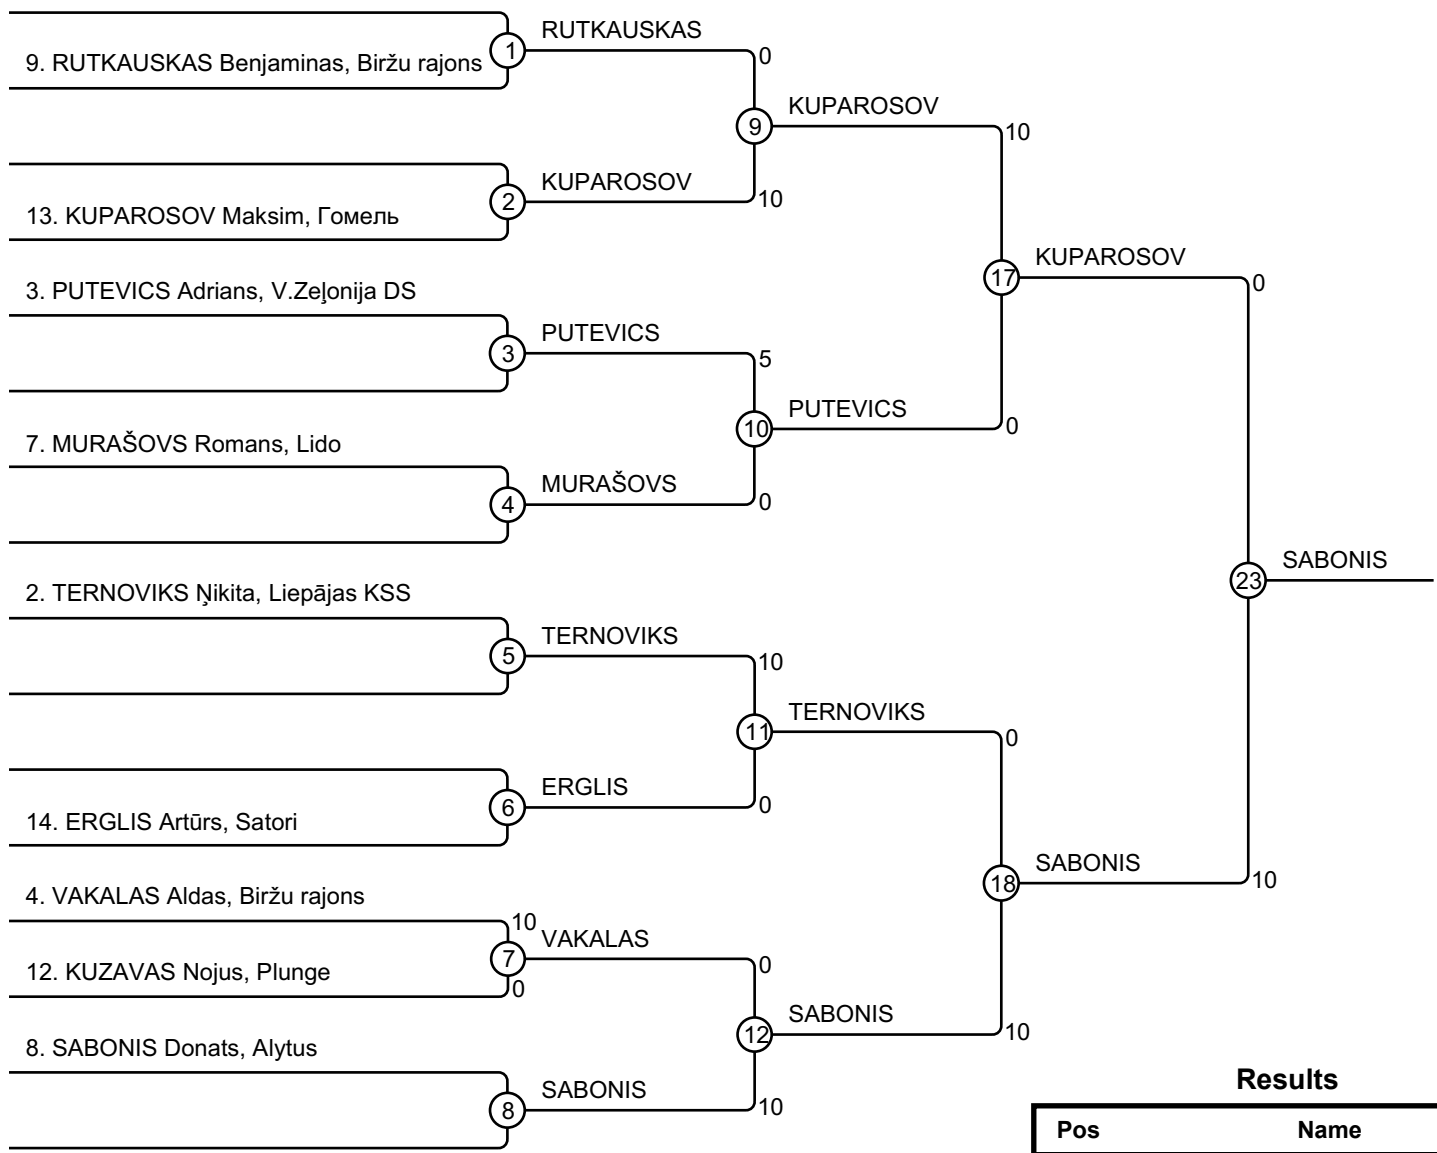 RUTKAUSKAS
9. RUTKAUSKAS Benjaminas, Biržu rajons
1
0
KUPAROSOV
9
10
KUPAROSOV
2
10
13. KUPAROSOV Maksim, Гомель
KUPAROSOV
17
0
3. PUTEVICS Adrians, V.Zeļonija DS
PUTEVICS
3
5
PUTEVICS
10
0
7. MURAŠOVS Romans, Lido
MURAŠOVS
4
0
SABONIS
23
2. TERNOVIKS Ņikita, Liepājas KSS
TERNOVIKS
5
10
TERNOVIKS
11
0
ERGLIS
6
0
14. ERGLIS Artūrs, Satori
SABONIS
18
10
4. VAKALAS Aldas, Biržu rajons
10
VAKALAS
7
0
12. KUZAVAS Nojus, Plunge
0
SABONIS
12
10
8. SABONIS Donats, Alytus
SABONIS
8
10
Results
Pos Name